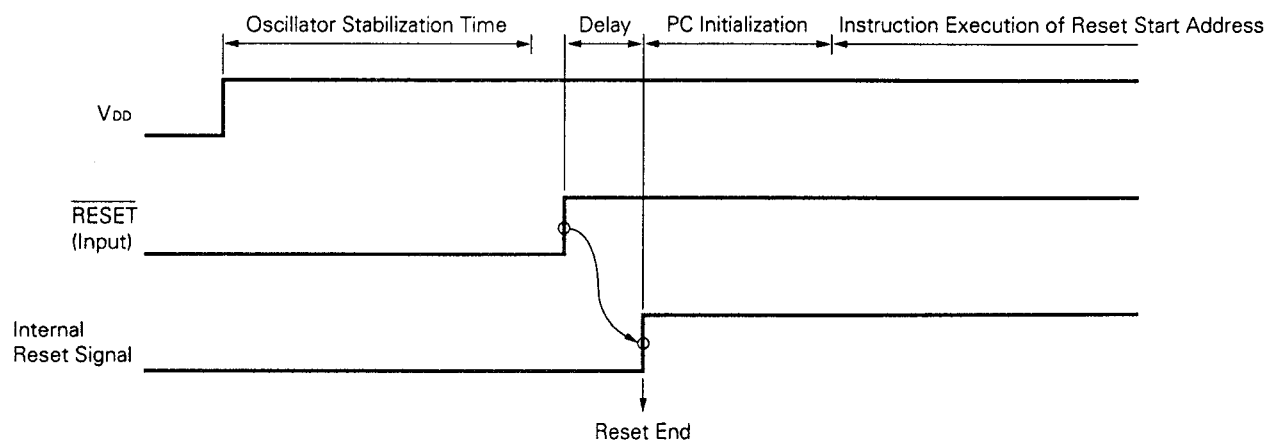 Oscillator Stabilization Time
Delay
PC Initialization
Instruction Execution of Reset Start Address
VDD
RESET
(Input)
Internal
Reset Signal
Reset End